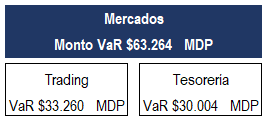 Mercados
Monto VaR $63.264 MDP
Trading
VaR $33.260 MDP
Tesoreria
VaR $30.004 MDP